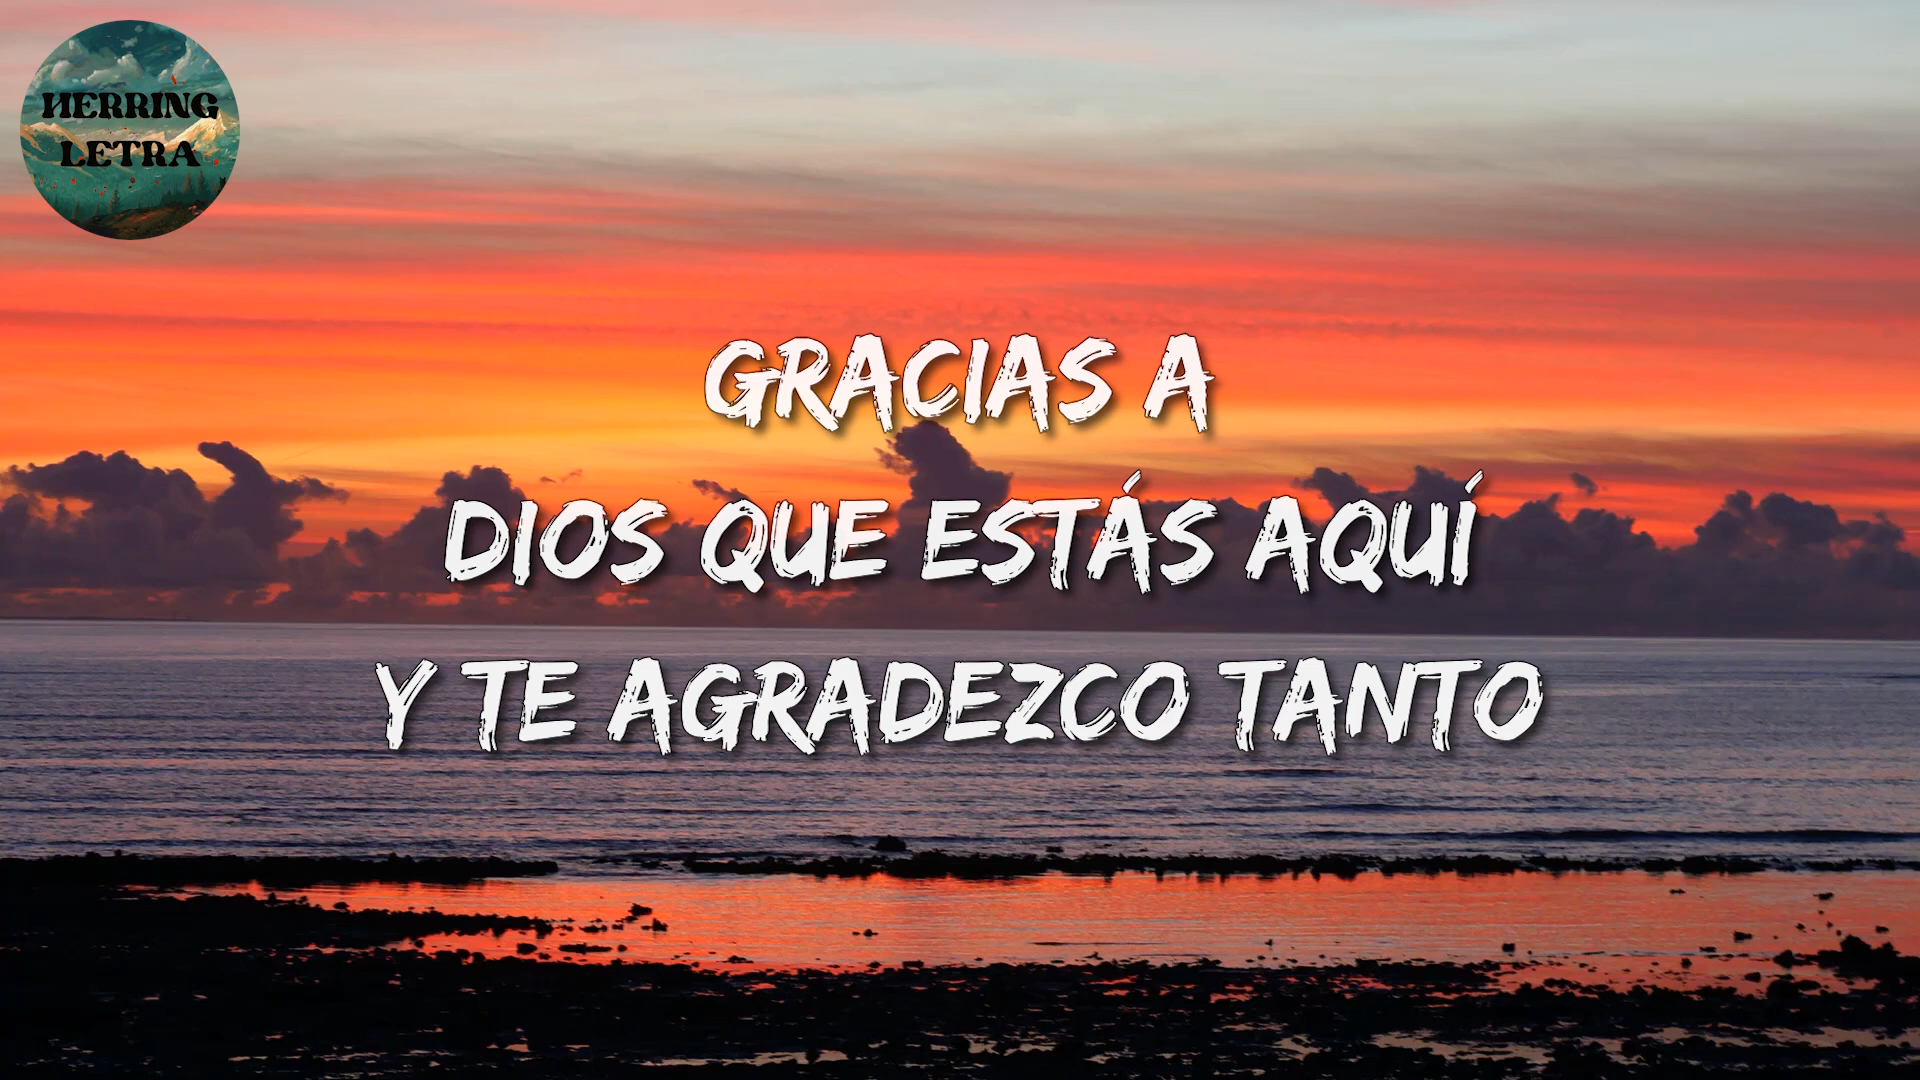 HERRING
LETRA
GRACIAS A
DIOS QUE ESTÁS AQUÍ
Y TE AGRADEZCO TANTO